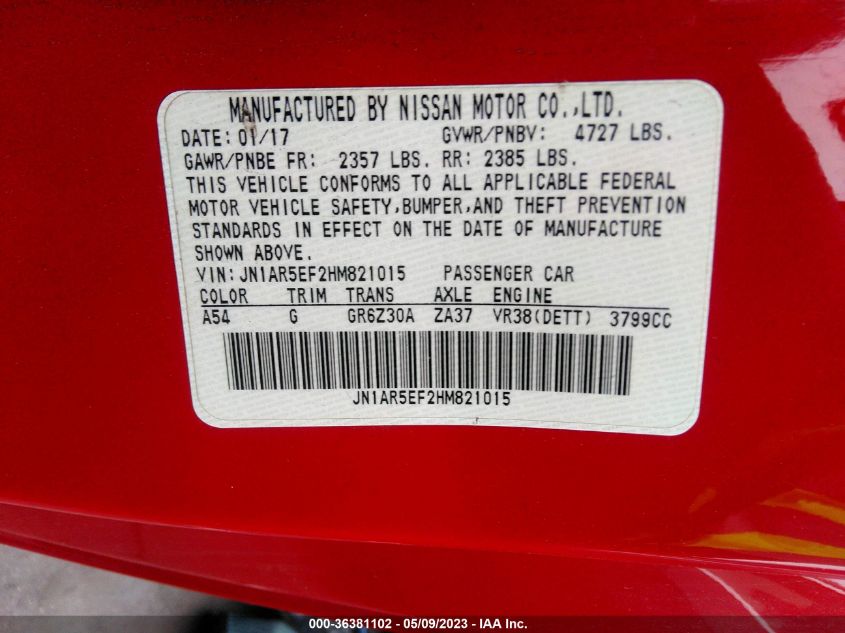 MANUFACTURED BY NISSAN MOTOR CO.,LTD.
DATE: 01/17 GVWR/PNBV: 4727 LBS.
GAWR/PNBE FR: 2357 LBS. RR: 2385 LBS.
THIS VEHICLE CONFORMS TO ALL APPLICABLE FEDERAL
MOTOR VEHICLE SAFETY,BUMPER,AND THEFT PREVENTION
STANDARDS IN EFFECT ON THE DATE OF MANUFACTURE
SHOWN ABOVE.
VIN:JN1AR5EF2HM821015 PASSENGER CAR
COLOR TRIM TRANS AXLE ENGINE
A54 G GR6Z30A ZA37 VR38(DETT) 3799CC
JN1AR5EF2HM821015
000-36381102 - 05/09/2023 - IAA Inc.